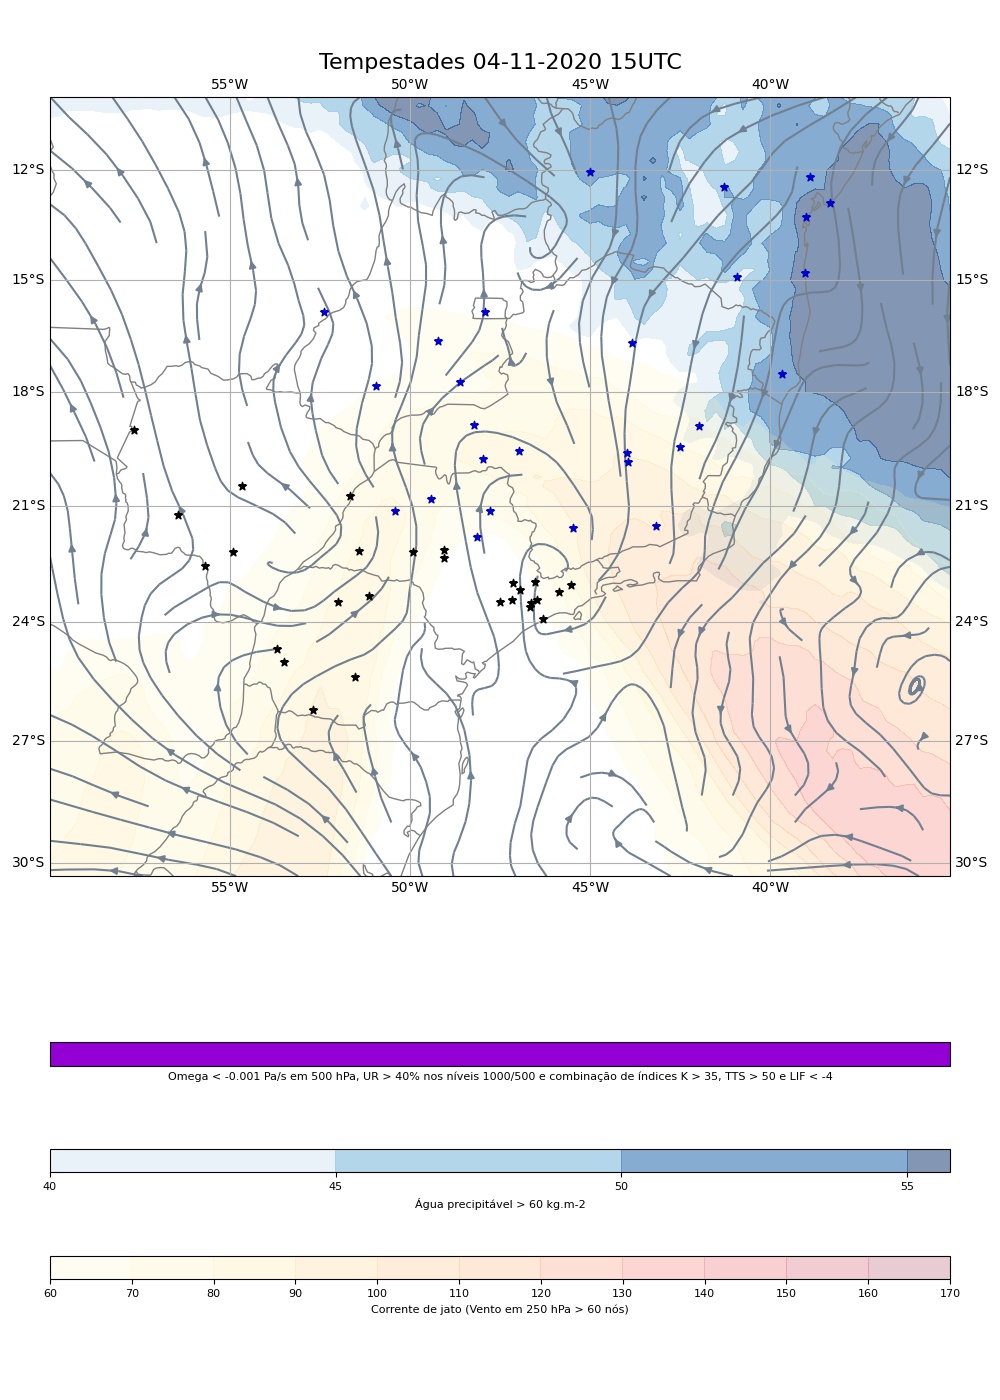 Tempestades 04-11-2020 15UTC
55°W 50°W 45°W 40°W
12°S 12°S
15°S 15°S
18°S 18°S
21°S 21°S
24°S 24°S
27°S 27°S
30°S 30°S
55°W 50°W 45°W 40°W
Omega < -0.001 Pa/s em 500 hPa, UR > 40% nos níveis 1000/500 e combinação de índices K > 35, TTS > 50 e LIF < -4
40 45 50 55
Água precipitável > 60 kg.m-2
60 70 80 90 100 110 120 130 140 150 160 170
Corrente de jato (Vento em 250 hPa > 60 nós)